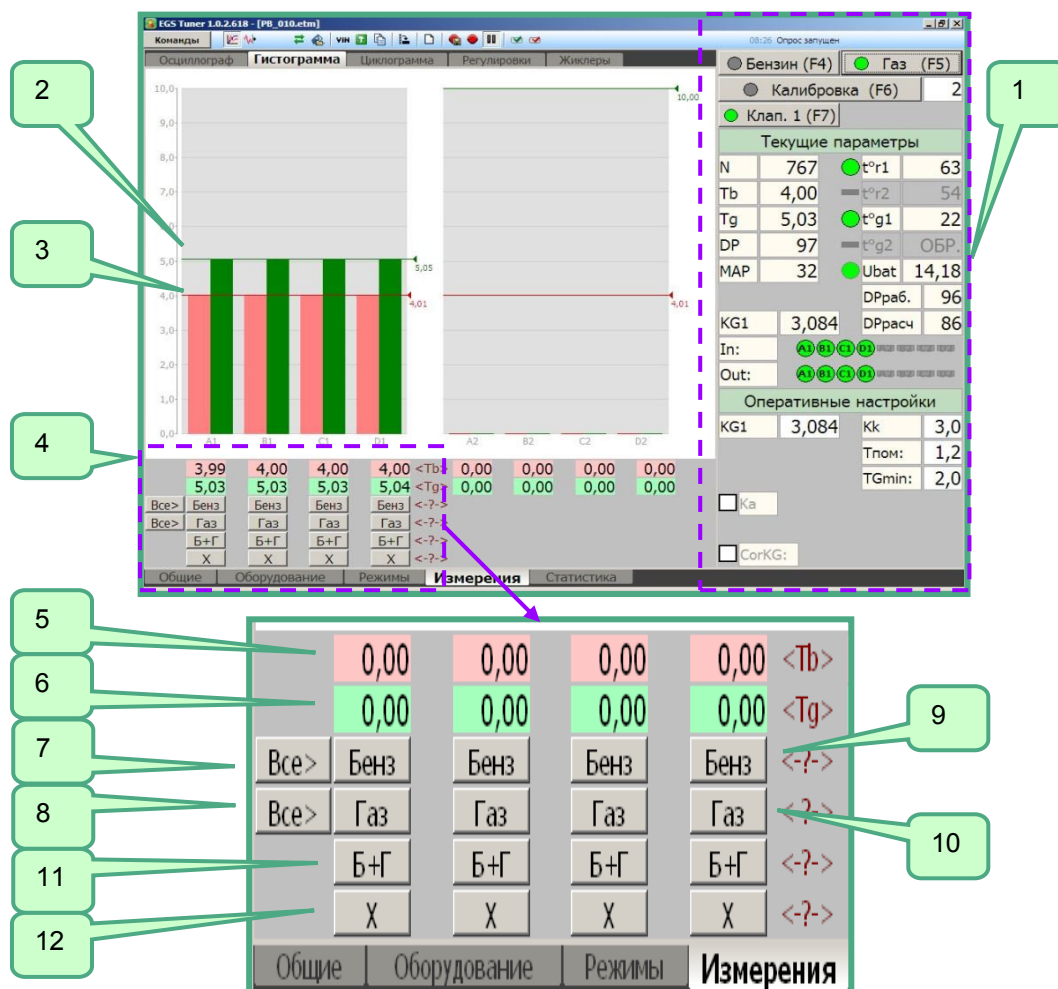 EGS Tuner 1.0.2.618 - [PB_010.etm]
Команды
VIN
08:26 Опрос запущен
Осциллограф Гистограмма Циклограмма Регулировки Жиклеры
Бензин (F4) Газ (F5)
Калибровка (F6) 2
Клап. 1 (F7)
Текущие параметры
N 767 t°r1 63
Tb 4,00 t°r2 54
Tg 5,03 t°g1 22
DP 97 t°g2 ОБР.
MAP 32 Ubat 14,18
DPраб. 96
KG1 3,084 DPрасч 86
In: A1 B1 C1 D1
Out: A1 B1 C1 D1
Оперативные настройки
KG1 3,084 Kk 3,0
Тпом: 1,2
TGmin: 2,0
Ka
CorKG:
10,0
9,0
8,0
7,0
6,0
5,0
4,0
3,0
2,0
1,0
0,0
5,05
4,01
10,00
4,01
A1 B1 C1 D1 A2 B2 C2 D2
3,99 4,00 4,00 4,00 <Tb> 0,00 0,00 0,00 0,00
5,03 5,03 5,03 5,04 <Tg> 0,00 0,00 0,00 0,00
Все> Бенз Бенз Бенз Бенз <-?->
Все> Газ Газ Газ Газ <-?->
Б+Г Б+Г Б+Г Б+Г <-?->
X X X X <-?->
Общие Оборудование Режимы Измерения Статистика
1
2
3
4
5
6
7
8
11
12
9
10
0,00 0,00 0,00 0,00 <Tb>
0,00 0,00 0,00 0,00 <Tg>
Все> Бенз Бенз Бенз Бенз <-?->
Все> Газ Газ Газ Газ <-?->
Б+Г Б+Г Б+Г Б+Г <-?->
X X X X <-?->
Общие Оборудование Режимы Измерения